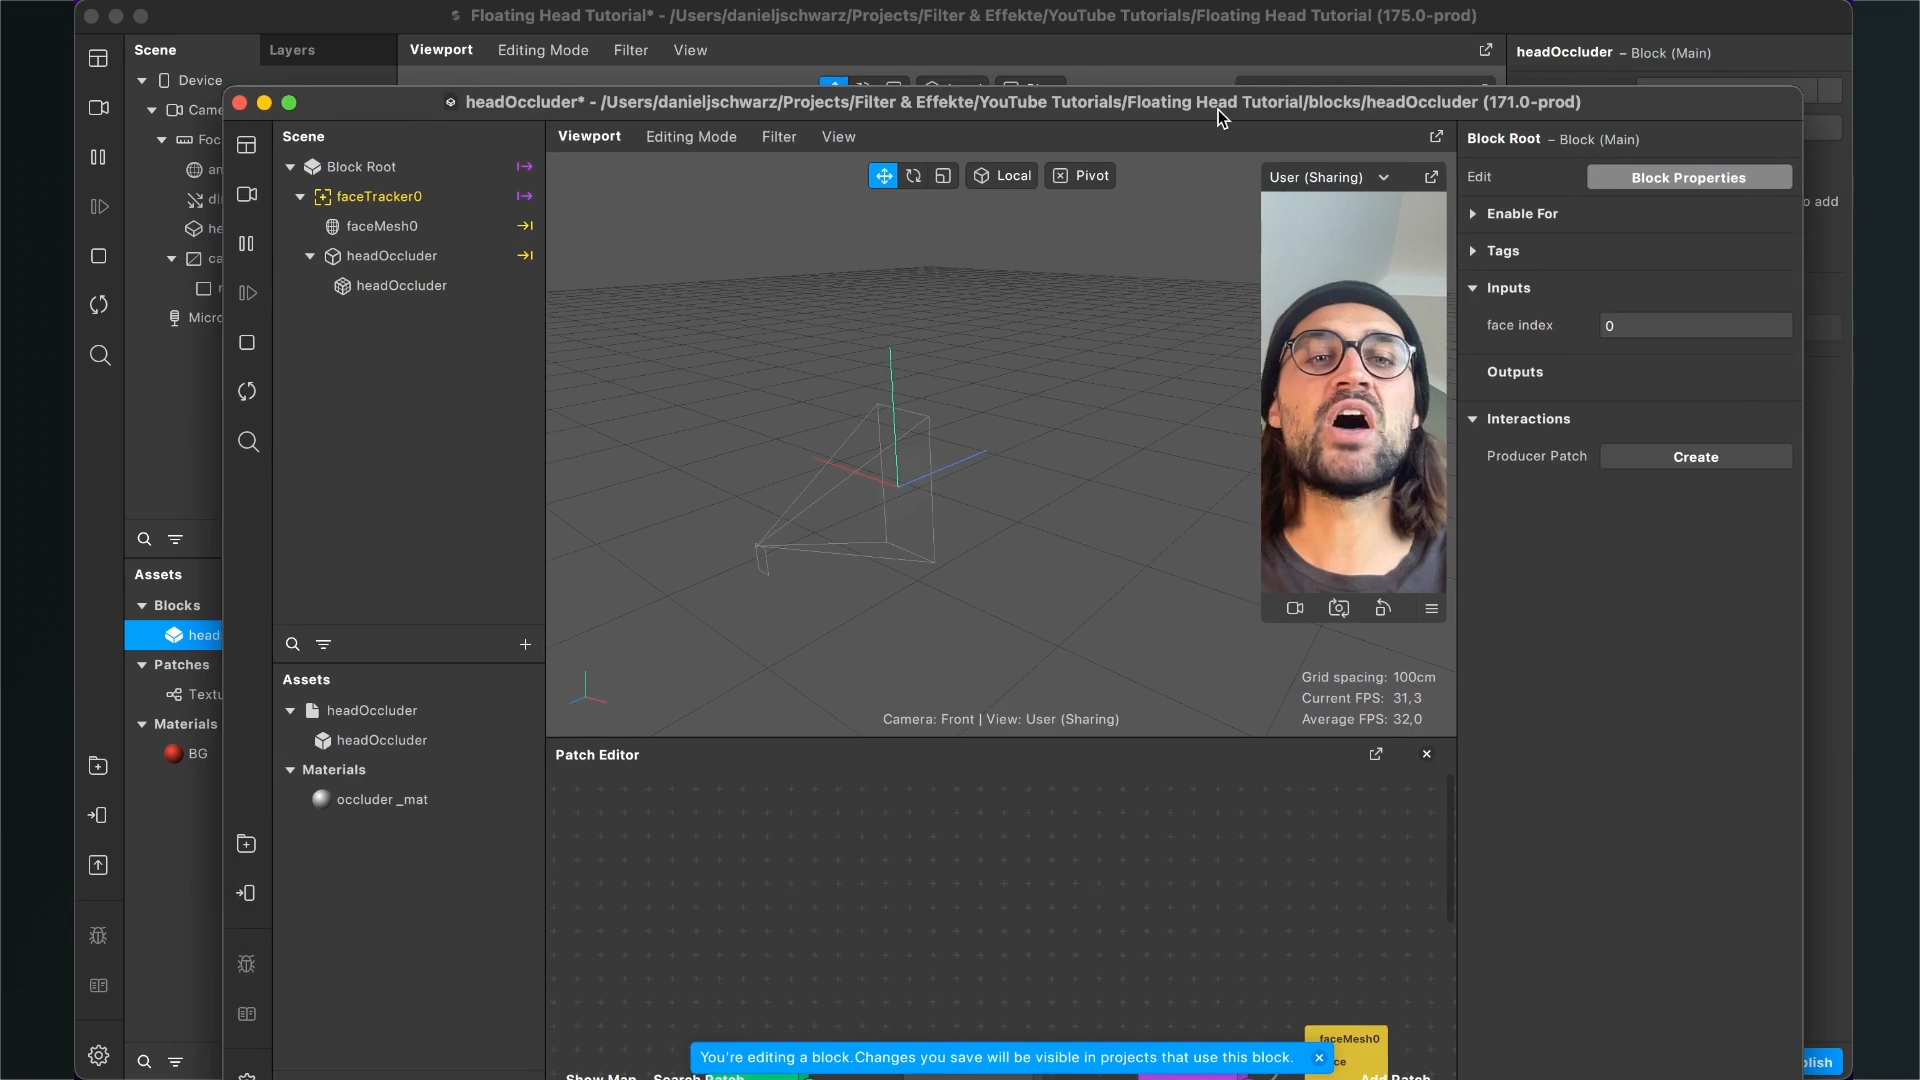 Floating Head Tutorial* - /Users/danieljschwarz/Projects/Filter & Effekte/YouTube Tutorials/Floating Head Tutorial (175.0-prod)
Scene
Layers
Viewport
Editing Mode
Filter
View
headOccluder – Block (Main)
Device
Came
Foc
am
di
he
ca
Micro
o add
Assets
Blocks
head
Patches
Textu
Materials
BG
blish
headOccluder* - /Users/danieljschwarz/Projects/Filter & Effekte/YouTube Tutorials/Floating Head Tutorial/blocks/headOccluder (171.0-prod)
Scene
Block Root
faceTracker0
faceMesh0
headOccluder
headOccluder
Assets
headOccluder
headOccluder
Materials
occluder _mat
Viewport
Editing Mode
Filter
View
Local
Pivot
User (Sharing)
Grid spacing: 100cm
Current FPS: 31,3
Average FPS: 32,0
Camera: Front | View: User (Sharing)
Patch Editor
faceMesh0
You're editing a block.Changes you save will be visible in projects that use this block.
Show Map
Search Patch
Add Patch
Block Root – Block (Main)
Edit
Block Properties
Enable For
Tags
Inputs
face index
0
Outputs
Interactions
Producer Patch
Create